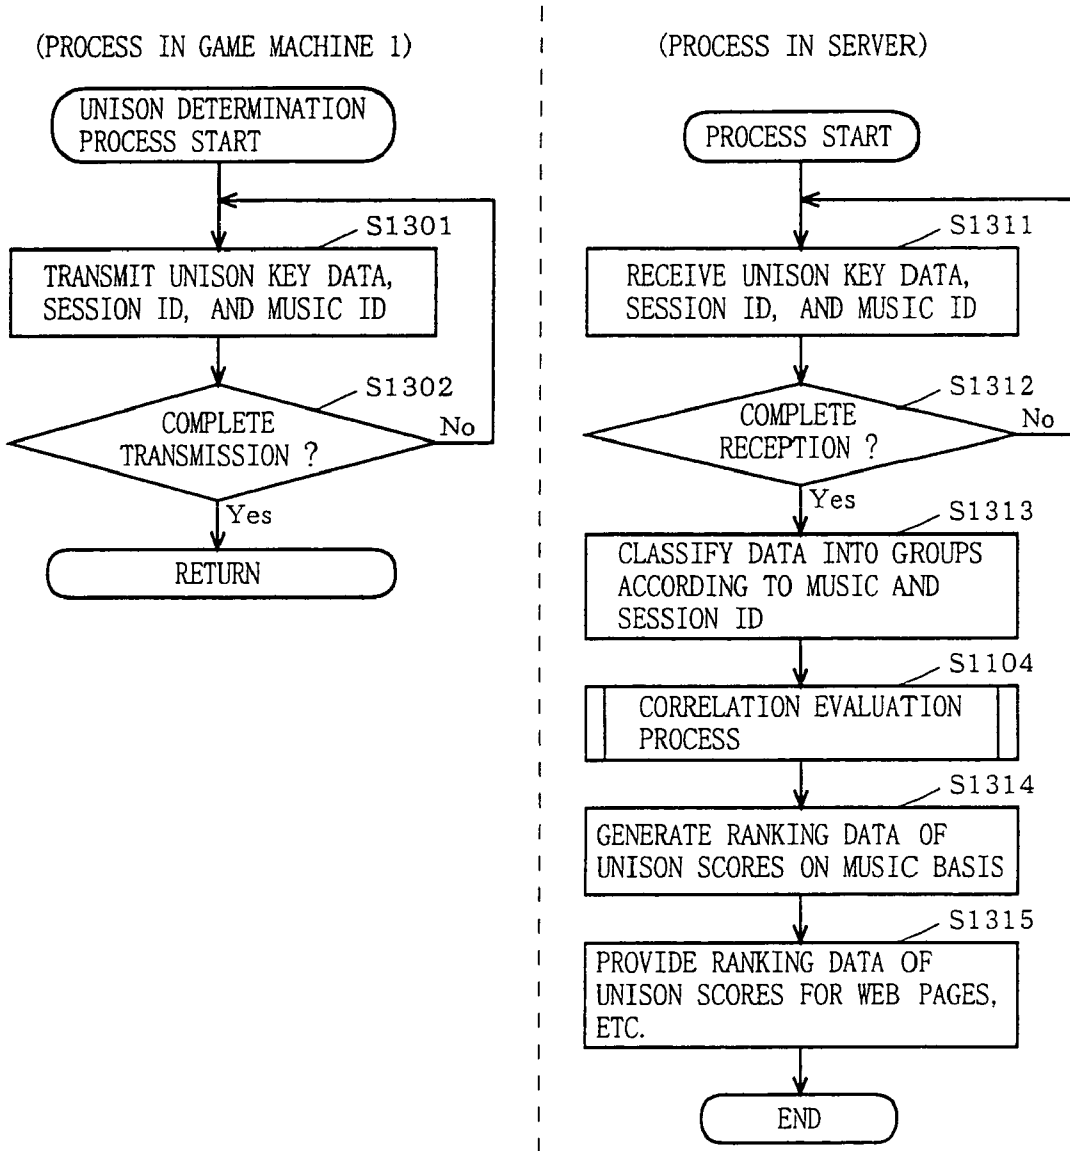 (PROCESS IN GAME MACHINE 1)
UNISON DETERMINATION
PROCESS START
S1301
TRANSMIT UNISON KEY DATA,
SESSION ID, AND MUSIC ID
S1302
COMPLETE
TRANSMISSION ?
No
Yes
RETURN
(PROCESS IN SERVER)
PROCESS START
S1311
RECEIVE UNISON KEY DATA,
SESSION ID, AND MUSIC ID
S1312
COMPLETE
RECEPTION ?
No
Yes
S1313
CLASSIFY DATA INTO GROUPS
ACCORDING TO MUSIC AND
SESSION ID
S1104
CORRELATION EVALUATION
PROCESS
S1314
GENERATE RANKING DATA OF
UNISON SCORES ON MUSIC BASIS
S1315
PROVIDE RANKING DATA OF
UNISON SCORES FOR WEB PAGES,
ETC.
END